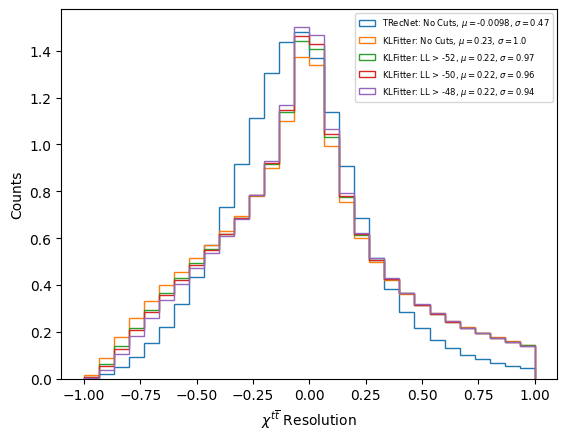 TRecNet: No Cuts, μ = -0.0098, σ = 0.47
KLFitter: No Cuts, μ = 0.23, σ = 1.0
KLFitter: LL > -52, μ = 0.22, σ = 0.97
KLFitter: LL > -50, μ = 0.22, σ = 0.96
KLFitter: LL > -48, μ = 0.22, σ = 0.94
1.4
1.2
1.0
0.8
0.6
0.4
0.2
0.0
Counts
−1.00 −0.75 −0.50 −0.25 0.00 0.25 0.50 0.75 1.00
χ^{tt̅} Resolution